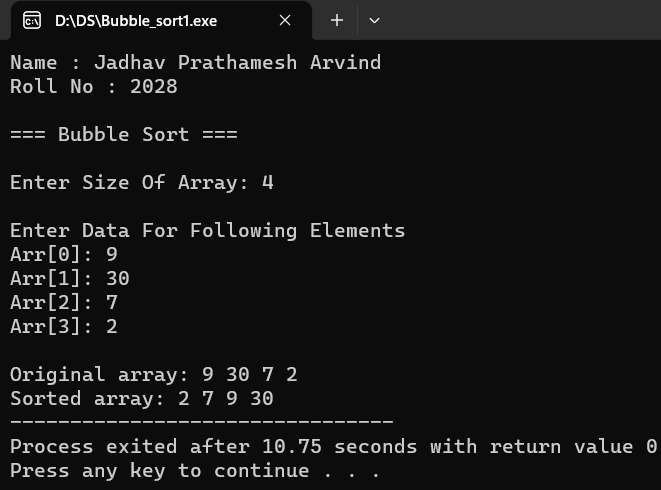 D:\DS\Bubble_sort1.exe
Name : Jadhav Prathamesh Arvind
Roll No : 2028
=== Bubble Sort ===
Enter Size Of Array: 4
Enter Data For Following Elements
Arr[0]: 9
Arr[1]: 30
Arr[2]: 7
Arr[3]: 2
Original array: 9 30 7 2
Sorted array: 2 7 9 30
--------------------------------
Process exited after 10.75 seconds with return value 0
Press any key to continue . . .